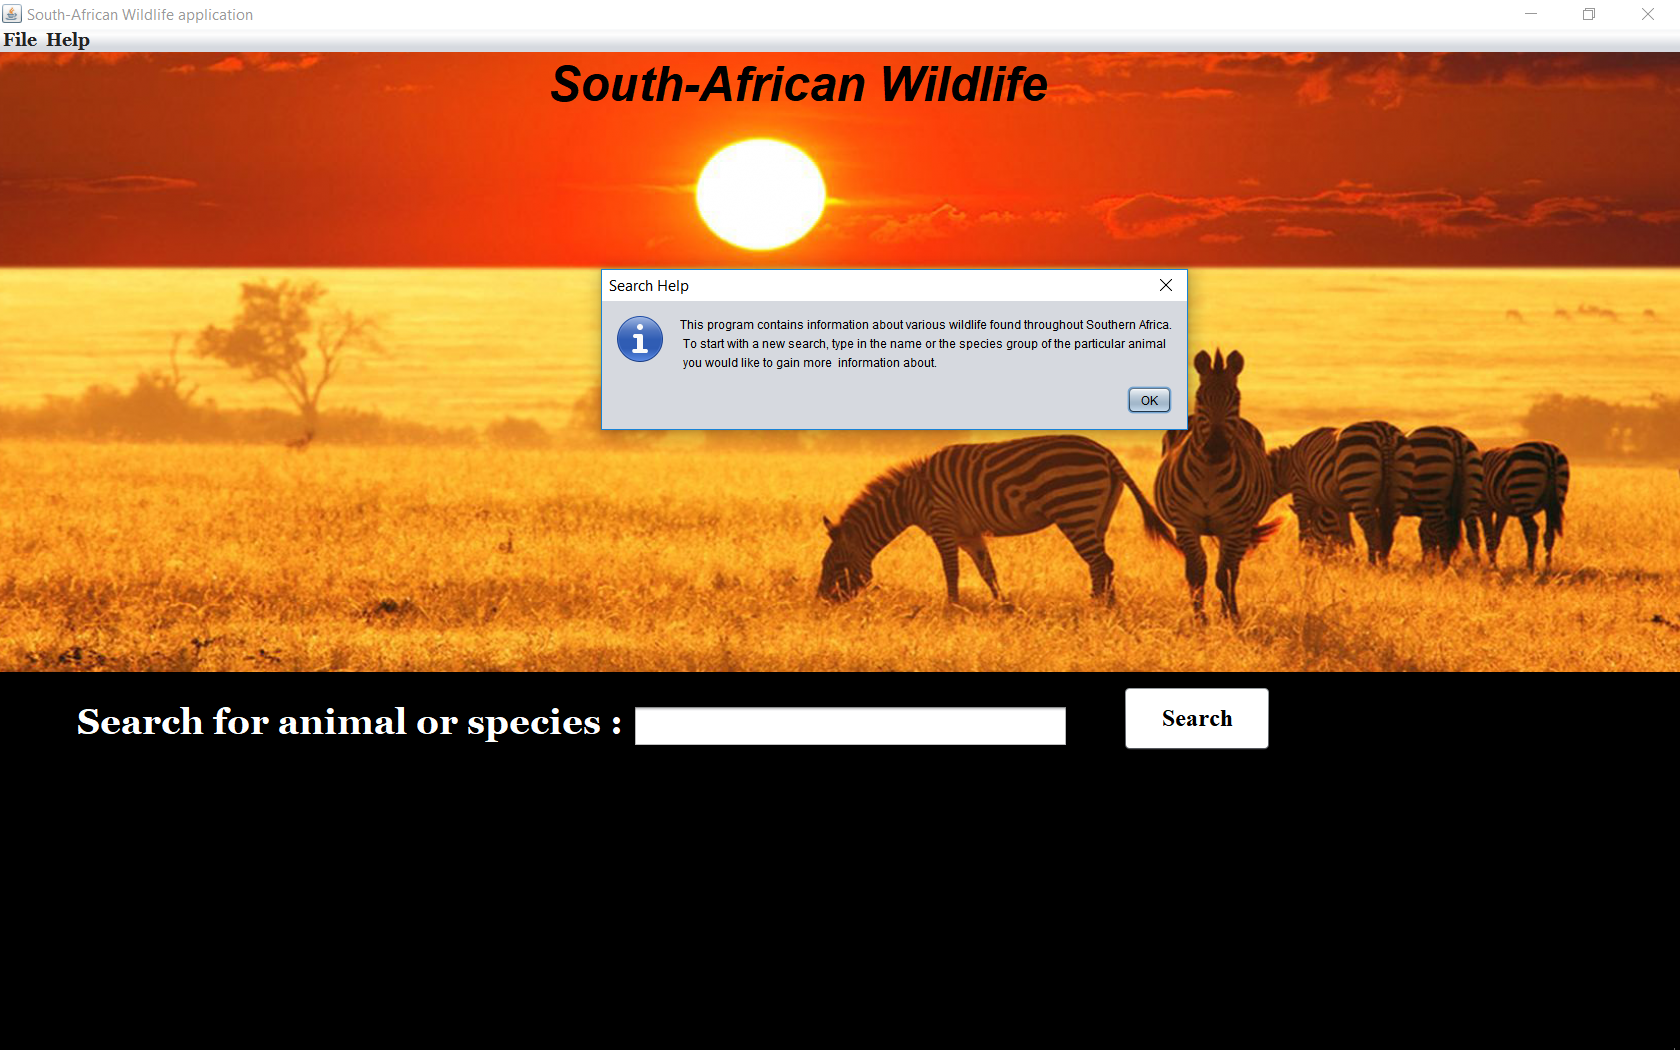 South-African Wildlife application
File Help
South-African Wildlife
Search Help
This program contains information about various wildlife found throughout Southern Africa.
To start with a new search, type in the name or the species group of the particular animal
you would like to gain more  information about.
OK
Search for animal or species :
Search